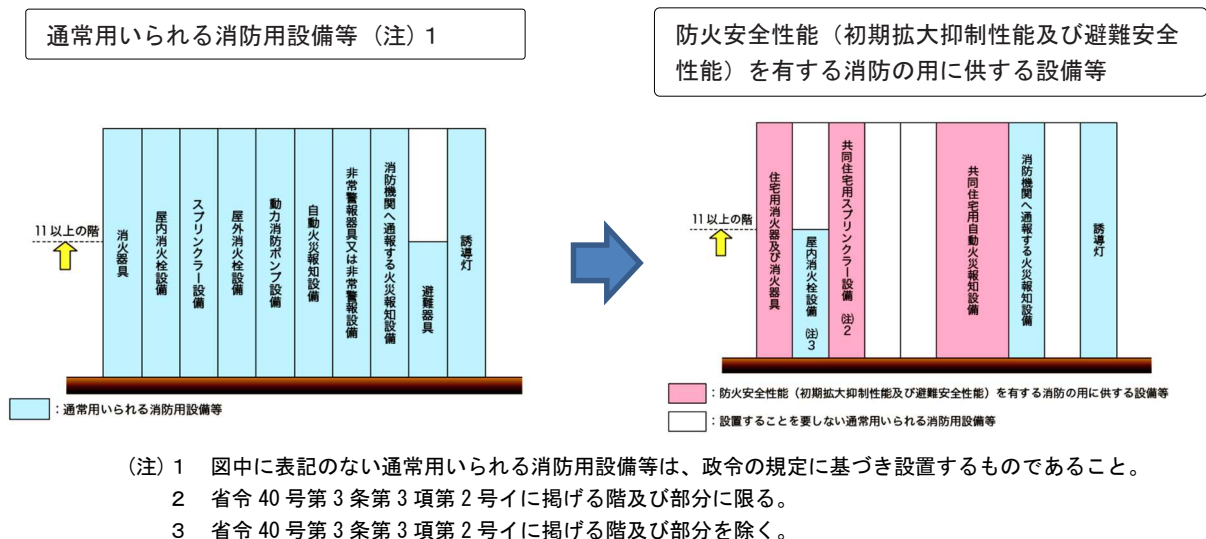 通常用いられる消防用設備等（注）1
防火安全性能（初期拡大抑制性能及び避難安全
性能）を有する消防の用に供する設備等
11以上の階
消火器具
屋内消火栓設備
スプリンクラー設備
屋外消火栓設備
動力消防ポンプ設備
自動火災報知設備
非常警報器具又は非常警報設備
消防機関へ通報する火災報知設備
避難器具
誘導灯
：通常用いられる消防用設備等
11以上の階
住宅用消火器及び消火器具
屋内消火栓設備（注）3
共同住宅用スプリンクラー設備（注）2
共同住宅用自動火災報知設備
消防機関へ通報する火災報知設備
誘導灯
：防火安全性能（初期拡大抑制性能及び避難安全性能）を有する消防の用に供する設備等
：設置することを要しない通常用いられる消防用設備等
（注）1　図中に表記のない通常用いられる消防用設備等は、政令の規定に基づき設置するものであること。
2　省令40号第3条第3項第2号イに掲げる階及び部分に限る。
3　省令40号第3条第3項第2号イに掲げる階及び部分を除く。